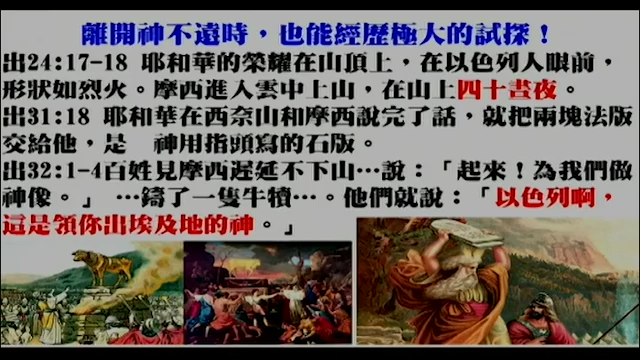 離開神不遠時，也能經歷極大的試探！
出24:17-18 耶和華的榮耀在山頂上，在以色列人眼前，
形狀如烈火。摩西進入雲中上山，在山上四十晝夜。
出31:18 耶和華在西奈山和摩西說完了話，就把兩塊法版
交給他，是 神用指頭寫的石版。
出32:1-4百姓見摩西遲延不下山…說：「起來！為我們做
神像。」 …鑄了一隻牛犢…。他們就說：「以色列啊，
這是領你出埃及地的神。」